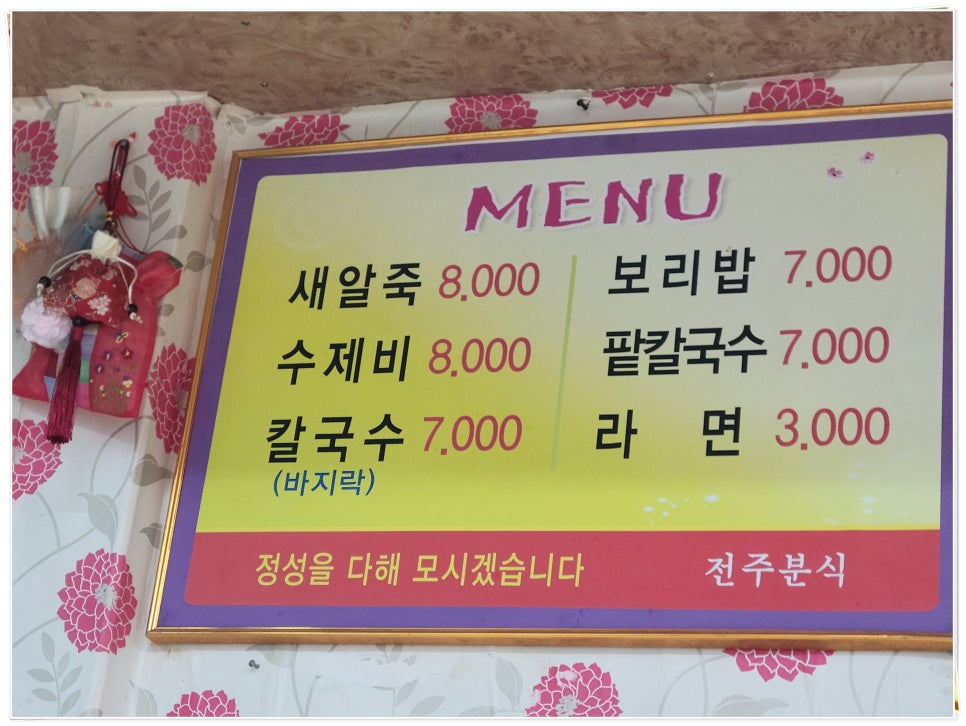 MENU
새알죽 8.000
수제비 8.000
칼국수 7.000
(바지락)
보리밥 7.000
팥칼국수 7.000
라 면 3.000
정성을 다해 모시겠습니다
전주분식